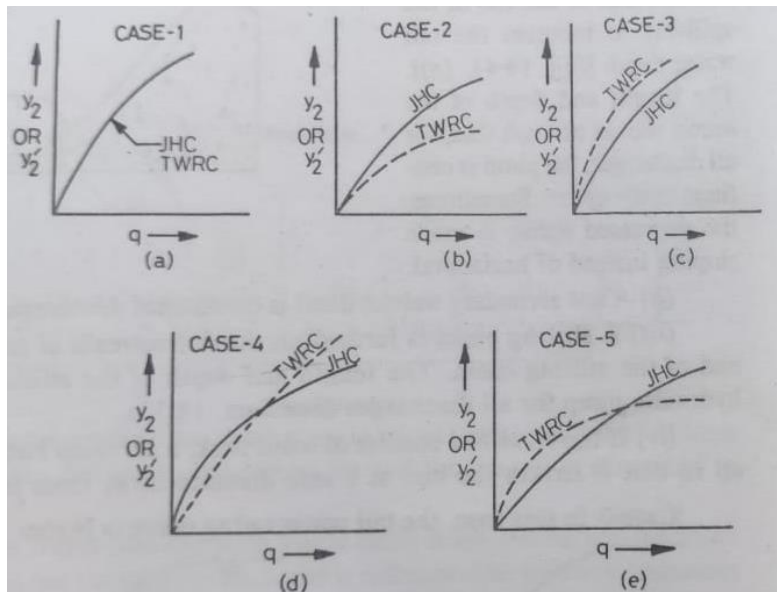 CASE-1
y₂
OR
y₂′
JHC
TWRC
q
(a)
CASE-2
y₂
OR
y₂′
JHC
TWRC
q
(b)
CASE-3
y₂
OR
y₂′
TWRC
JHC
q
(c)
CASE-4
y₂
OR
y₂′
TWRC
JHC
q
(d)
CASE-5
y₂
OR
y₂′
TWRC
JHC
q
(e)